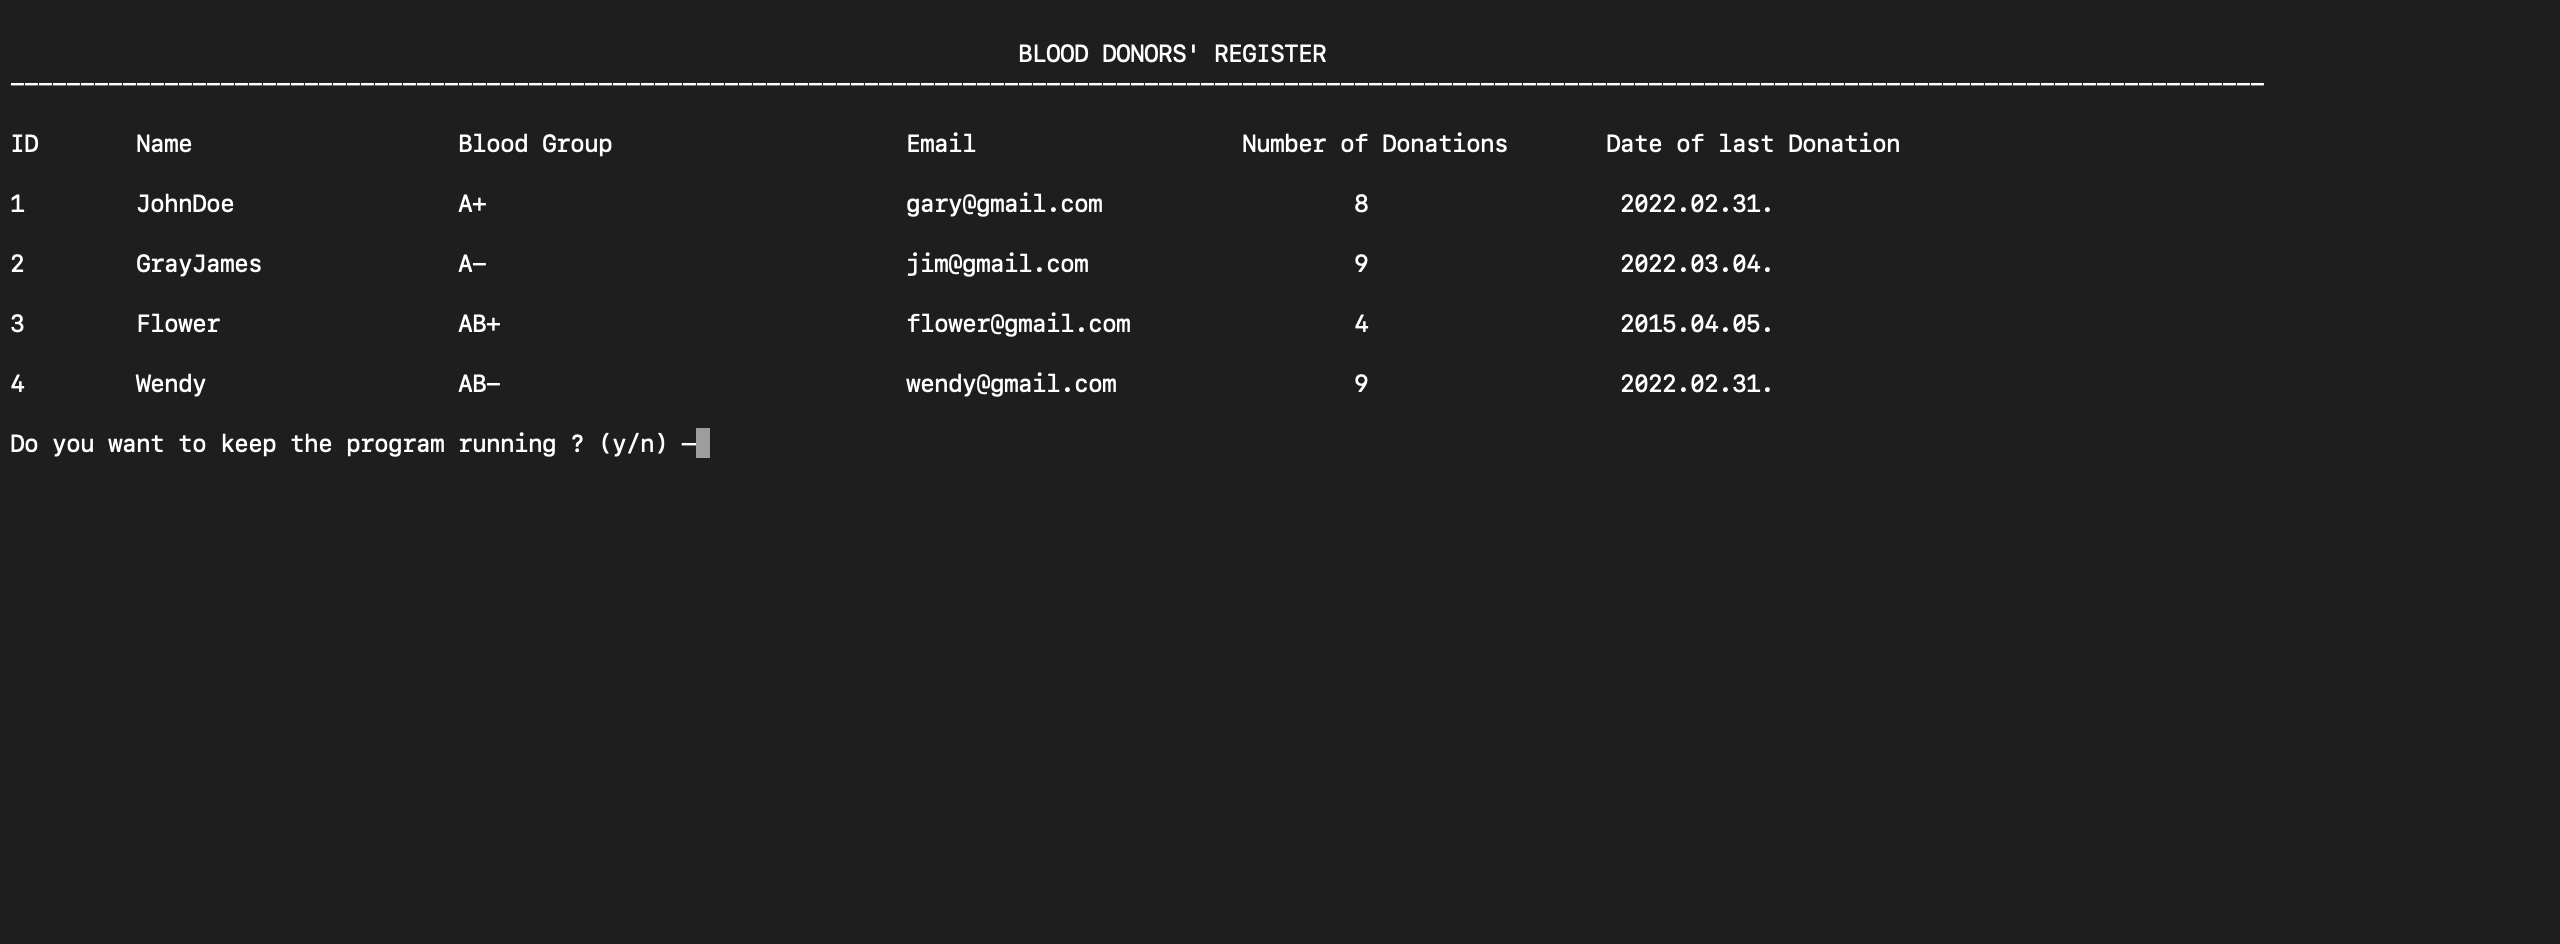 BLOOD DONORS' REGISTER
ID Name Blood Group Email Number of Donations Date of last Donation
1 JohnDoe A+ gary@gmail.com 8 2022.02.31.
2 GrayJames A- jim@gmail.com 9 2022.03.04.
3 Flower AB+ flower@gmail.com 4 2015.04.05.
4 Wendy AB- wendy@gmail.com 9 2022.02.31.
Do you want to keep the program running ? (y/n) -